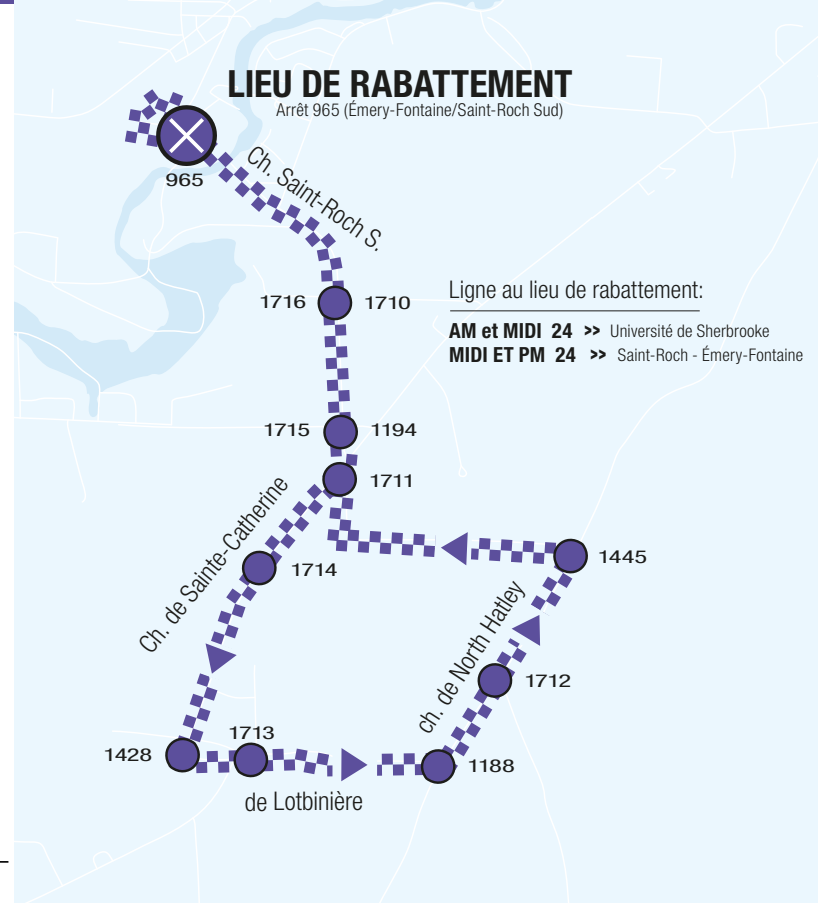 LIEU DE RABATTEMENT
Arrêt 965 (Émery-Fontaine/Saint-Roch Sud)
965
Ch. Saint-Roch S.
1716
1710
Ligne au lieu de rabattement:
AM et MIDI 24 >> Université de Sherbrooke
MIDI ET PM 24 >> Saint-Roch - Émery-Fontaine
1715
1194
1711
Ch. de Sainte-Catherine
1714
1445
ch. de North Hatley
1712
1428
1713
1188
de Lotbinière